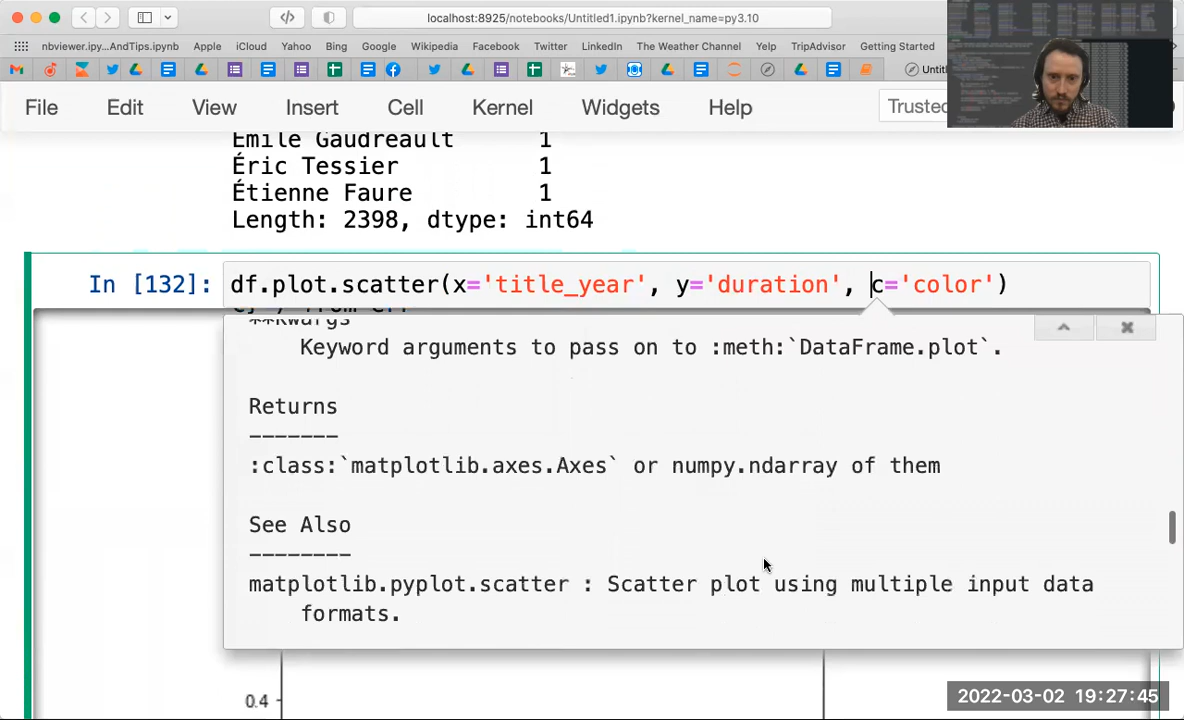 localhost:8925/notebooks/Untitled1.ipynb?kernel_name=py3.10
nbviewer.ipy...AndTips.ipynb Apple iCloud Yahoo Bing Google Wikipedia Facebook Twitter LinkedIn The Weather Channel Yelp TripAdvisor Getting Started
File Edit View Insert Cell Kernel Widgets Help Trusted
Émile Gaudreault 1
Éric Tessier 1
Étienne Faure 1
Length: 2398, dtype: int64
In [132]: df.plot.scatter(x='title_year', y='duration', c='color')
**kwargs
Keyword arguments to pass on to :meth:`DataFrame.plot`.
Returns
-------
:class:`matplotlib.axes.Axes` or numpy.ndarray of them
See Also
--------
matplotlib.pyplot.scatter : Scatter plot using multiple input data
formats.
0.4
2022-03-02 19:27:45